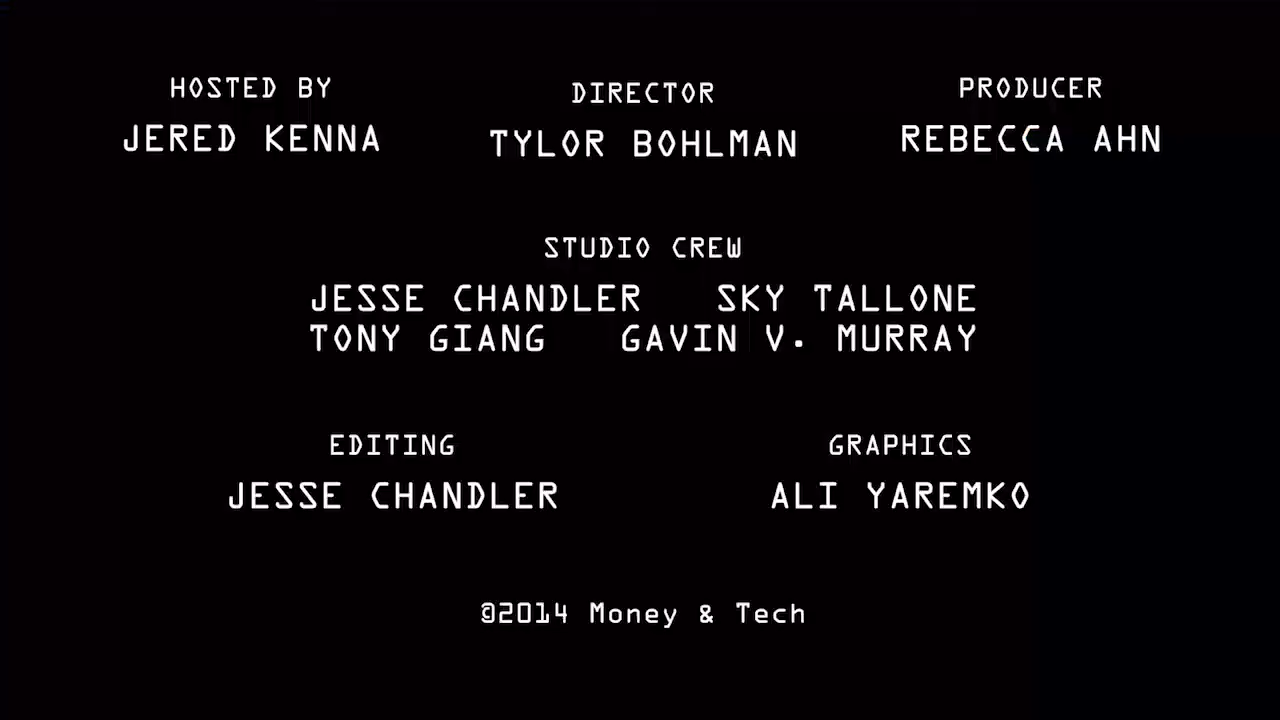 HOSTED BY
JERED KENNA
DIRECTOR
TYLOR BOHLMAN
PRODUCER
REBECCA AHN
STUDIO CREW
JESSE CHANDLER SKY TALLONE
TONY GIANG GAVIN V. MURRAY
EDITING
JESSE CHANDLER
GRAPHICS
ALI YAREMKO
©2014 Money & Tech